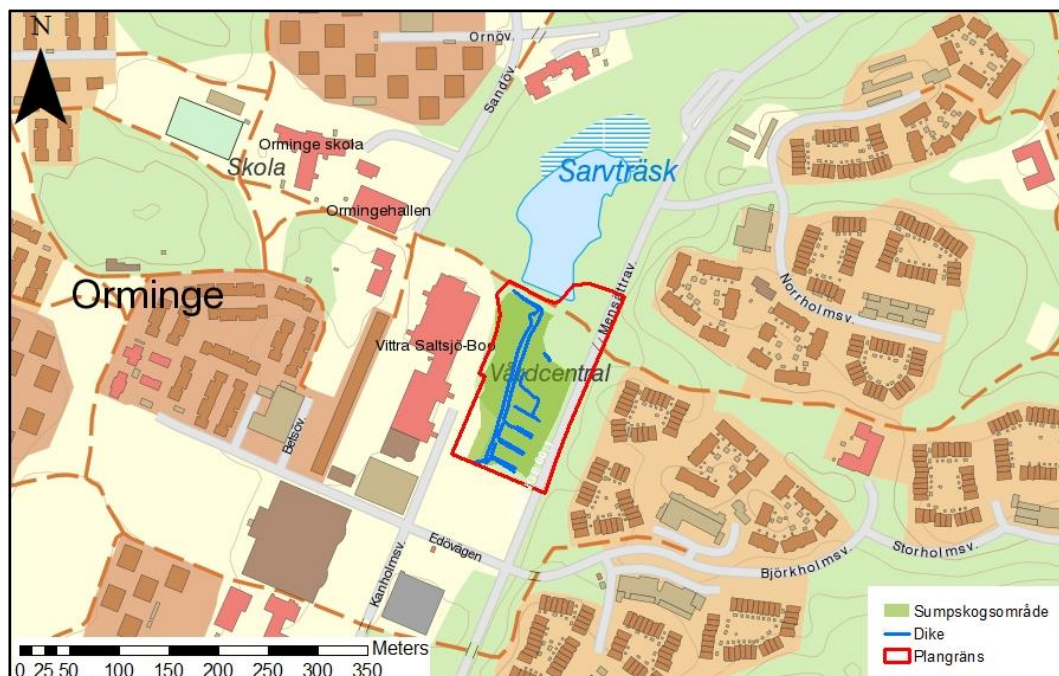 N
Ornöv.
Sandöv.
Sarvträsk
Orminge skola
Skola
Ormingehallen
Orminge
Mensättrav.
Norrholmsv.
Vittra Saltsjö-Boo
Vårdcentral
Betsöv.
Edövägen
Kanholmsv.
Björkholmsv.
Storholmsv.
0 25 50 100 150 200 250 300 350 Meters
Sumpskogsområde
Dike
Plangräns